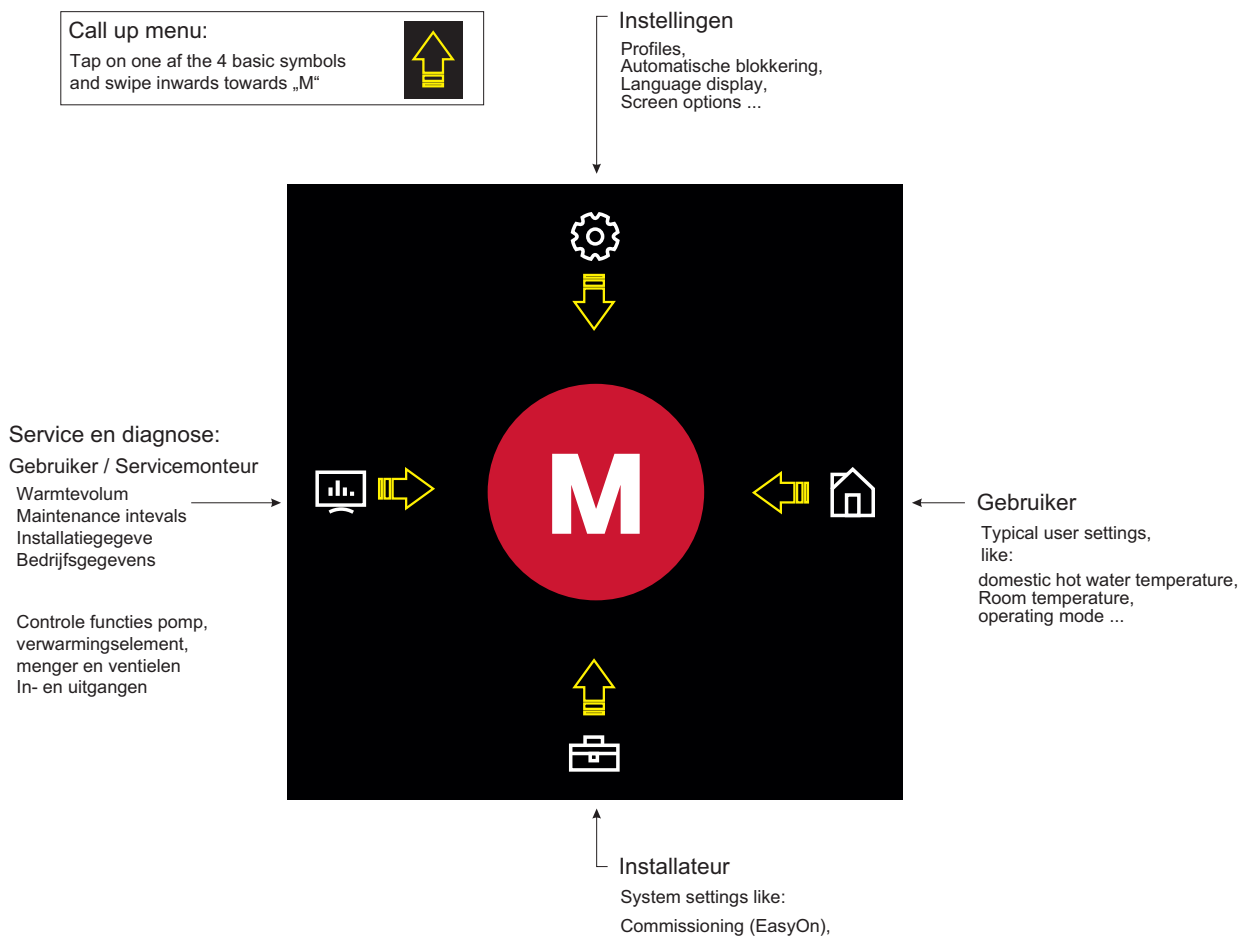 Call up menu:
Tap on one af the 4 basic symbols
and swipe inwards towards „M“
Instellingen
Profiles,
Automatische blokkering,
Language display,
Screen options ...
Service en diagnose:
Gebruiker / Servicemonteur
Warmtevolum
Maintenance intevals
Installatiegegeve
Bedrijfsgegevens
Controle functies pomp,
verwarmingselement,
menger en ventielen
In- en uitgangen
M
Gebruiker
Typical user settings,
like:
domestic hot water temperature,
Room temperature,
operating mode ...
Installateur
System settings like:
Commissioning (EasyOn),